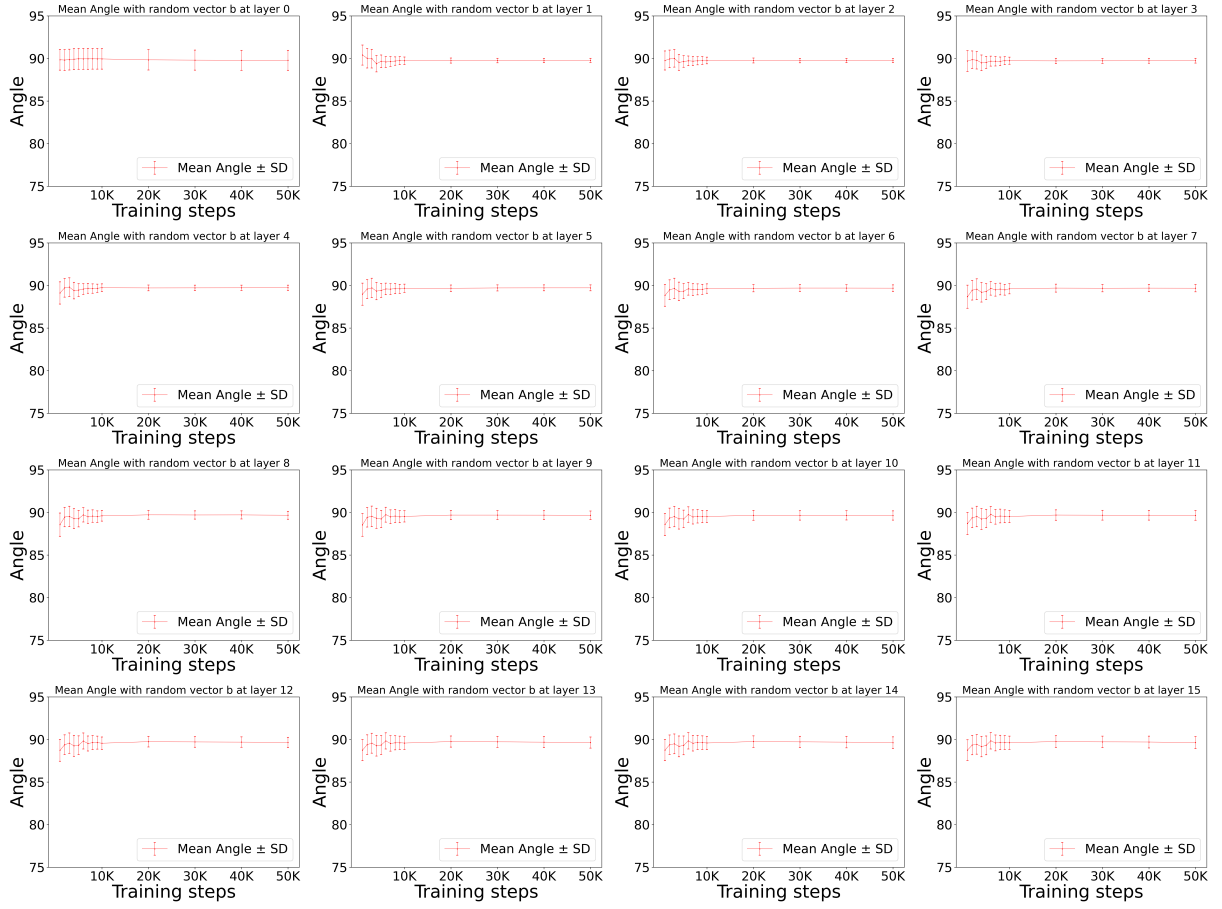 Mean Angle with random vector b at layer 0
95
90
85
80
75
Angle
Mean Angle ± SD
10K 20K 30K 40K 50K
Training steps
Mean Angle with random vector b at layer 1
95
90
85
80
75
Angle
Mean Angle ± SD
10K 20K 30K 40K 50K
Training steps
Mean Angle with random vector b at layer 2
95
90
85
80
75
Angle
Mean Angle ± SD
10K 20K 30K 40K 50K
Training steps
Mean Angle with random vector b at layer 3
95
90
85
80
75
Angle
Mean Angle ± SD
10K 20K 30K 40K 50K
Training steps
Mean Angle with random vector b at layer 4
95
90
85
80
75
Angle
Mean Angle ± SD
10K 20K 30K 40K 50K
Training steps
Mean Angle with random vector b at layer 5
95
90
85
80
75
Angle
Mean Angle ± SD
10K 20K 30K 40K 50K
Training steps
Mean Angle with random vector b at layer 6
95
90
85
80
75
Angle
Mean Angle ± SD
10K 20K 30K 40K 50K
Training steps
Mean Angle with random vector b at layer 7
95
90
85
80
75
Angle
Mean Angle ± SD
10K 20K 30K 40K 50K
Training steps
Mean Angle with random vector b at layer 8
95
90
85
80
75
Angle
Mean Angle ± SD
10K 20K 30K 40K 50K
Training steps
Mean Angle with random vector b at layer 9
95
90
85
80
75
Angle
Mean Angle ± SD
10K 20K 30K 40K 50K
Training steps
Mean Angle with random vector b at layer 10
95
90
85
80
75
Angle
Mean Angle ± SD
10K 20K 30K 40K 50K
Training steps
Mean Angle with random vector b at layer 11
95
90
85
80
75
Angle
Mean Angle ± SD
10K 20K 30K 40K 50K
Training steps
Mean Angle with random vector b at layer 12
95
90
85
80
75
Angle
Mean Angle ± SD
10K 20K 30K 40K 50K
Training steps
Mean Angle with random vector b at layer 13
95
90
85
80
75
Angle
Mean Angle ± SD
10K 20K 30K 40K 50K
Training steps
Mean Angle with random vector b at layer 14
95
90
85
80
75
Angle
Mean Angle ± SD
10K 20K 30K 40K 50K
Training steps
Mean Angle with random vector b at layer 15
95
90
85
80
75
Angle
Mean Angle ± SD
10K 20K 30K 40K 50K
Training steps